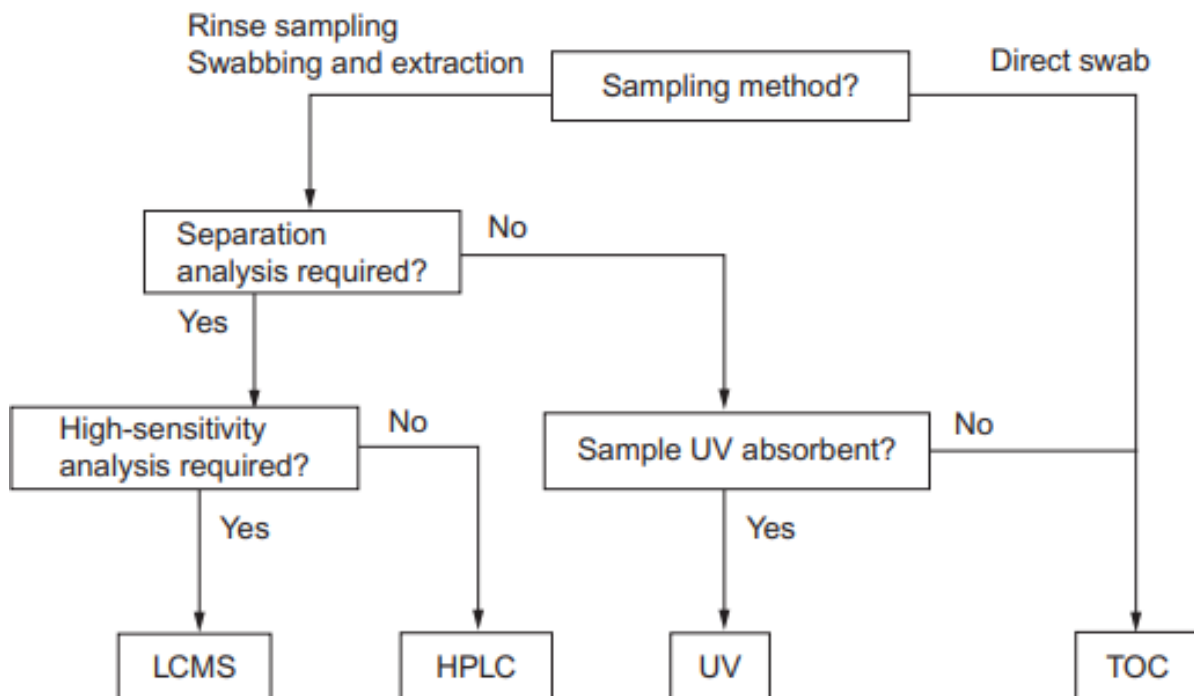 Rinse sampling
Swabbing and extraction
Sampling method?
Direct swab
Separation
analysis required?
No
Yes
High-sensitivity
analysis required?
No
Sample UV absorbent?
No
Yes
Yes
LCMS
HPLC
UV
TOC